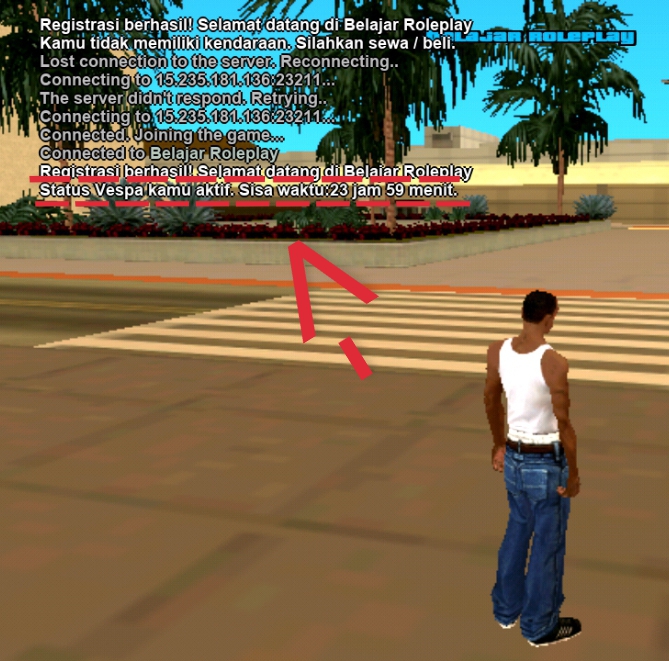 Registrasi berhasil! Selamat datang di Belajar Roleplay
Kamu tidak memiliki kendaraan. Silahkan sewa / beli.
Belajar Roleplay
Lost connection to the server. Reconnecting..
Connecting to 15.235.181.136:23211...
The server didn't respond. Retrying..
Connecting to 15.235.181.136:23211...
Connected. Joining the game...
Connected to Belajar Roleplay
Registrasi berhasil! Selamat datang di Belajar Roleplay
Status Vespa kamu aktif. Sisa waktu:23 jam 59 menit.